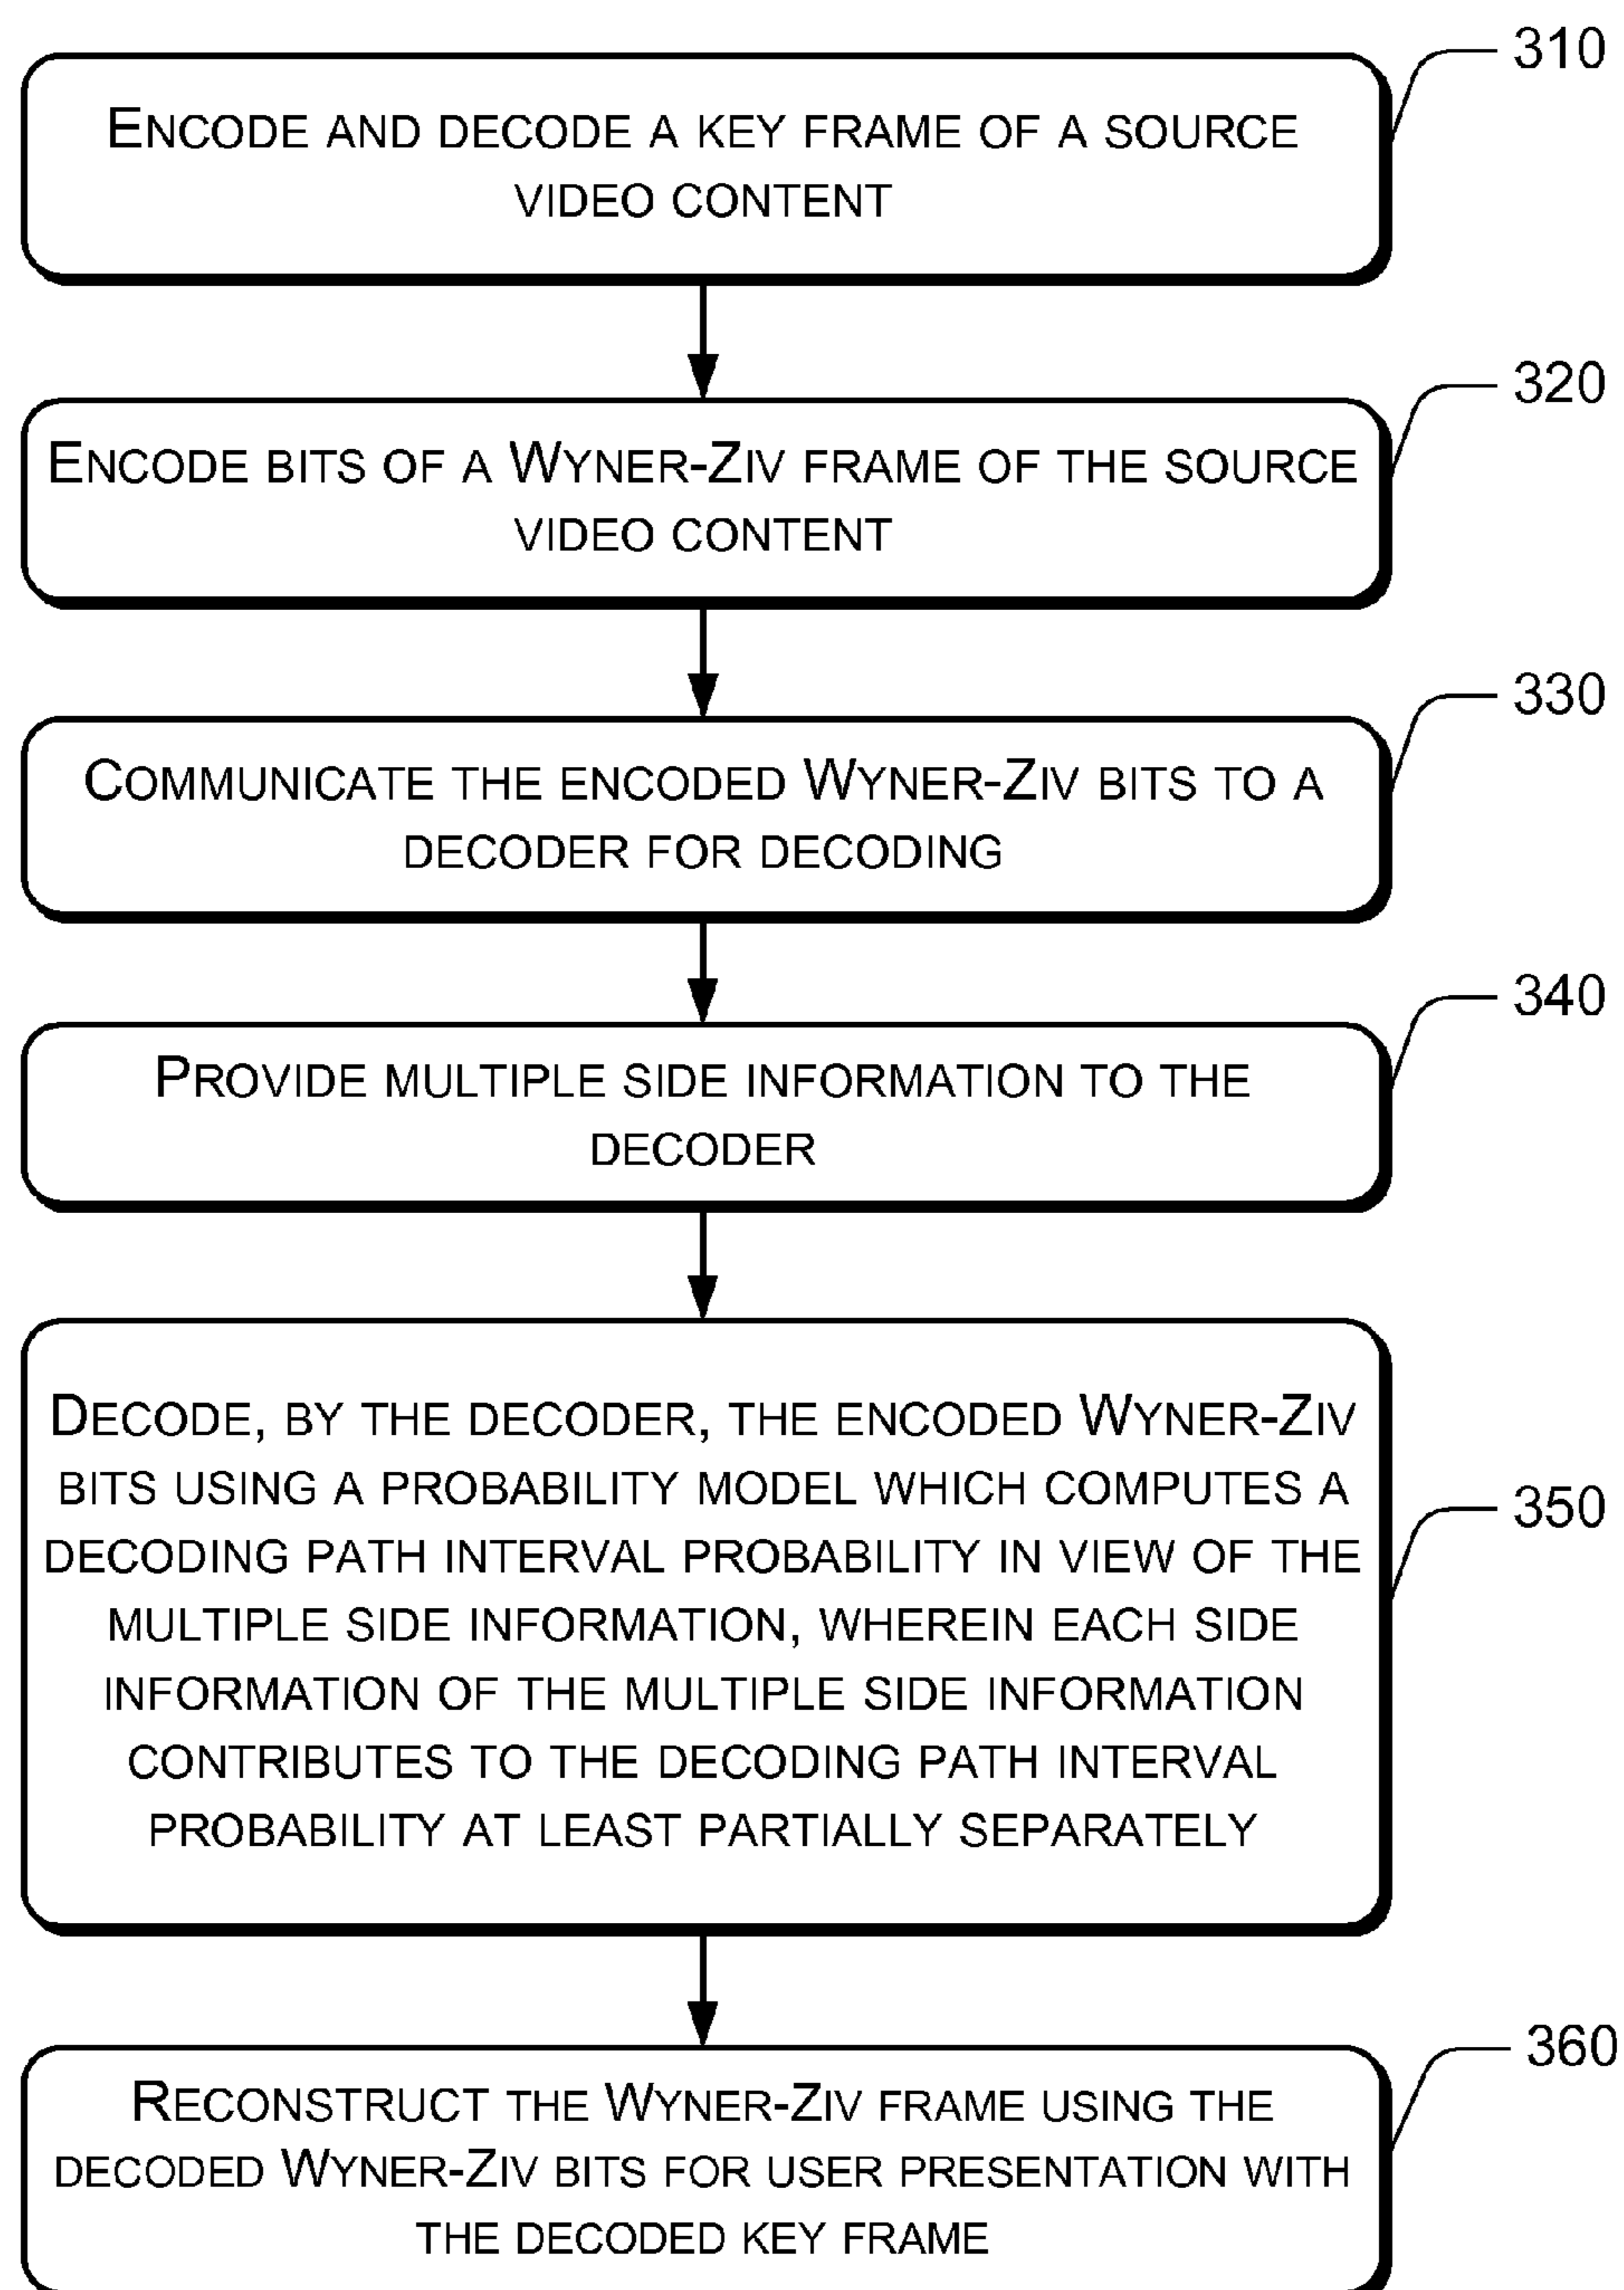 310
ENCODE AND DECODE A KEY FRAME OF A SOURCE
VIDEO CONTENT
320
ENCODE BITS OF A WYNER-ZIV FRAME OF THE SOURCE
VIDEO CONTENT
330
COMMUNICATE THE ENCODED WYNER-ZIV BITS TO A
DECODER FOR DECODING
340
PROVIDE MULTIPLE SIDE INFORMATION TO THE
DECODER
350
DECODE, BY THE DECODER, THE ENCODED WYNER-ZIV
BITS USING A PROBABILITY MODEL WHICH COMPUTES A
DECODING PATH INTERVAL PROBABILITY IN VIEW OF THE
MULTIPLE SIDE INFORMATION, WHEREIN EACH SIDE
INFORMATION OF THE MULTIPLE SIDE INFORMATION
CONTRIBUTES TO THE DECODING PATH INTERVAL
PROBABILITY AT LEAST PARTIALLY SEPARATELY
360
RECONSTRUCT THE WYNER-ZIV FRAME USING THE
DECODED WYNER-ZIV BITS FOR USER PRESENTATION WITH
THE DECODED KEY FRAME